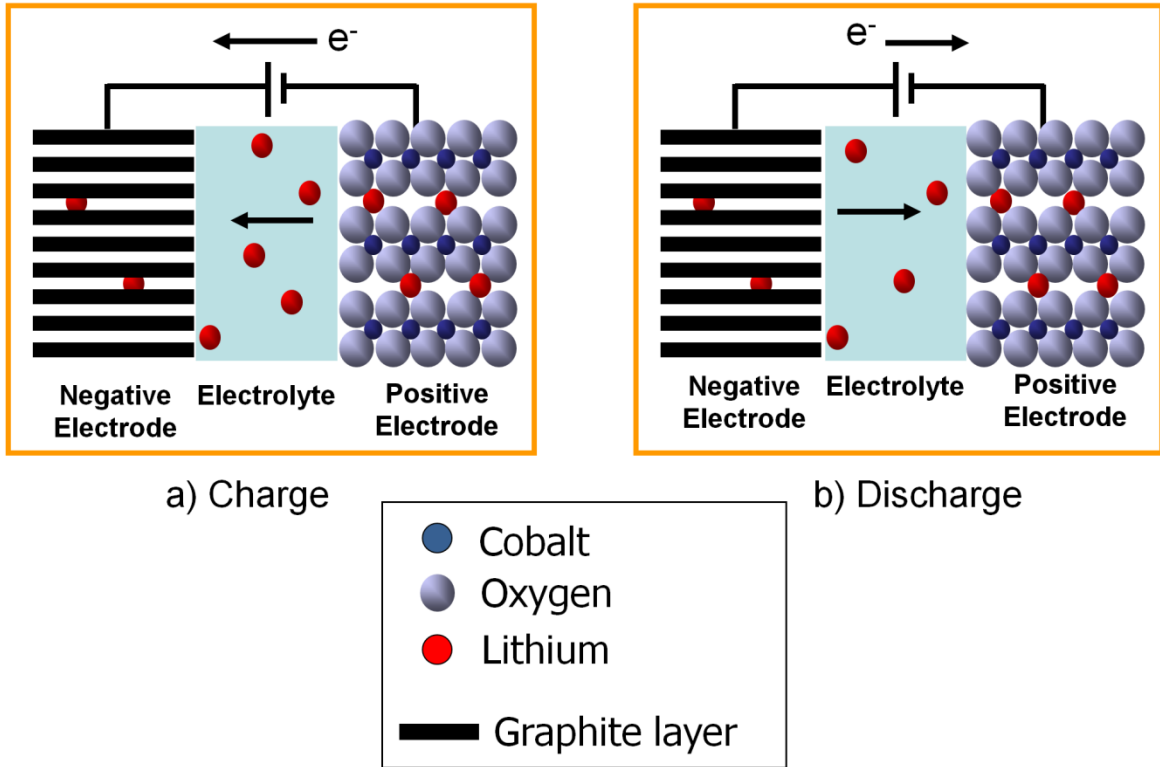 e-
e-
Negative
Electrode
Electrolyte
Positive
Electrode
Negative
Electrode
Electrolyte
Positive
Electrode
a) Charge
b) Discharge
Cobalt
Oxygen
Lithium
Graphite layer